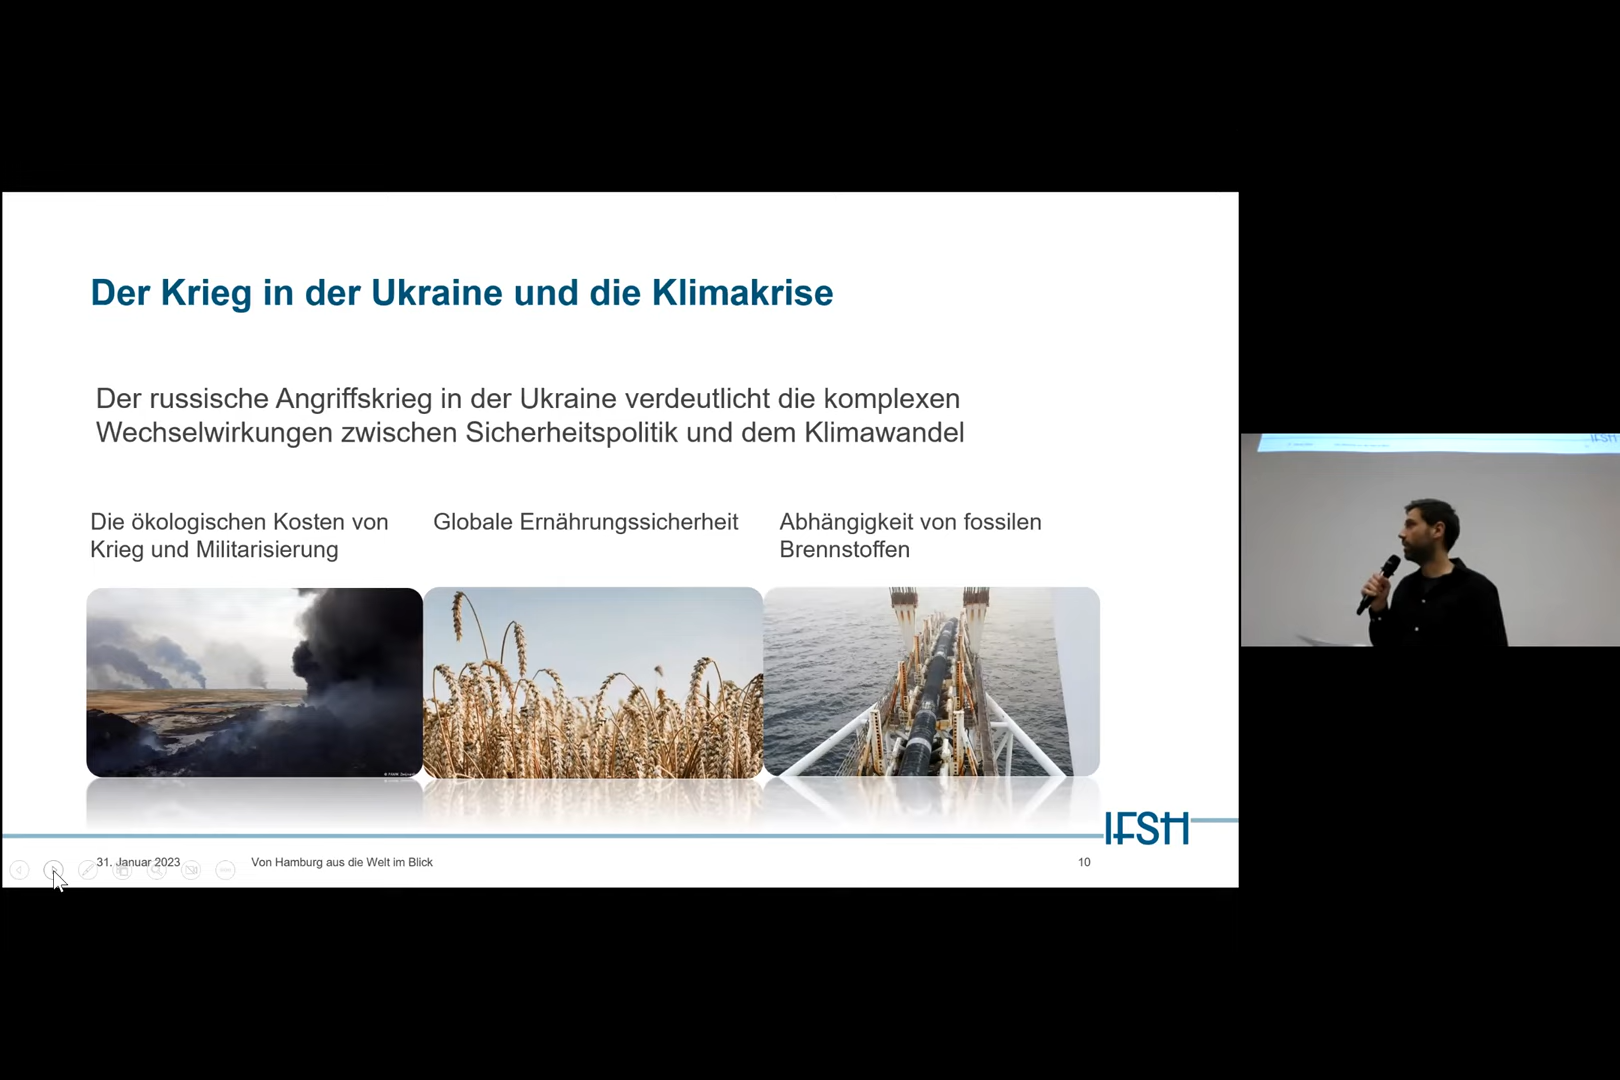 Der Krieg in der Ukraine und die Klimakrise
Der russische Angriffskrieg in der Ukraine verdeutlicht die komplexen
Wechselwirkungen zwischen Sicherheitspolitik und dem Klimawandel
Die ökologischen Kosten von
Krieg und Militarisierung
Globale Ernährungssicherheit
Abhängigkeit von fossilen
Brennstoffen
IFSH
31. Januar 2023
Von Hamburg aus die Welt im Blick
10
IFSH